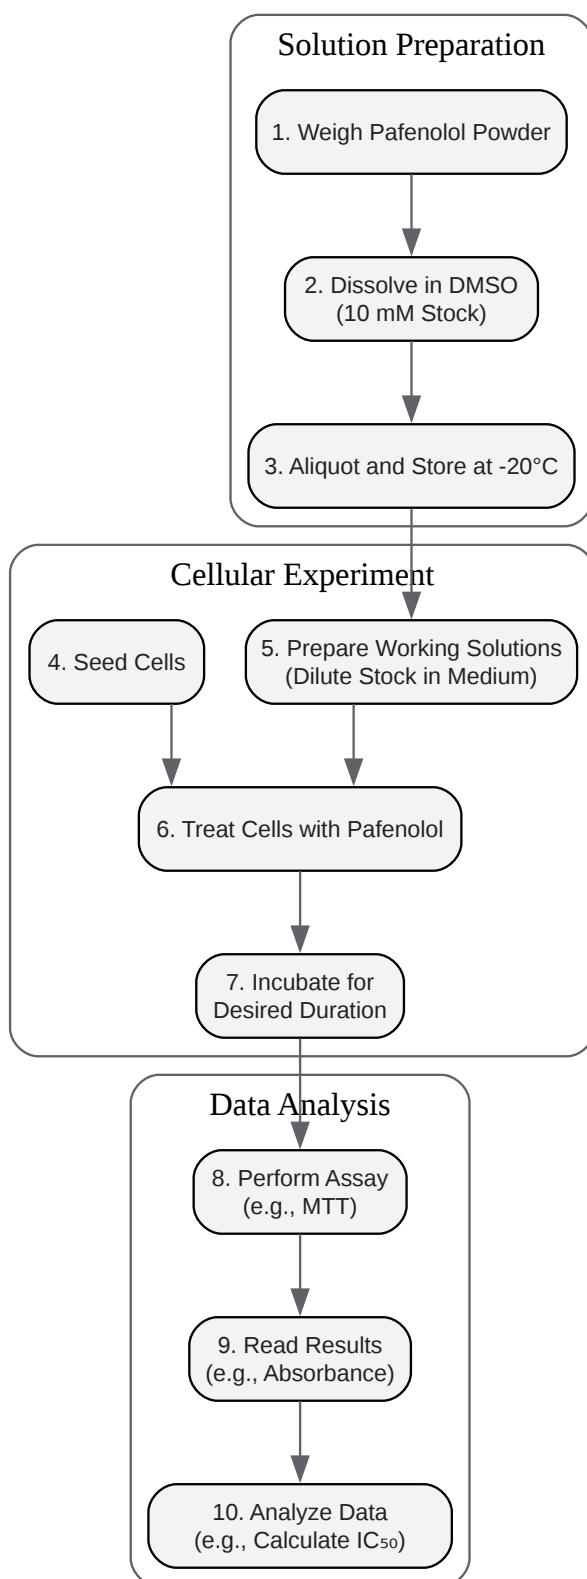 Solution Preparation
1. Weigh Pafenolol Powder
2. Dissolve in DMSO
(10 mM Stock)
3. Aliquot and Store at -20°C
Cellular Experiment
4. Seed Cells
5. Prepare Working Solutions
(Dilute Stock in Medium)
6. Treat Cells with Pafenolol
7. Incubate for
Desired Duration
Data Analysis
8. Perform Assay
(e.g., MTT)
9. Read Results
(e.g., Absorbance)
10. Analyze Data
(e.g., Calculate IC₅₀)